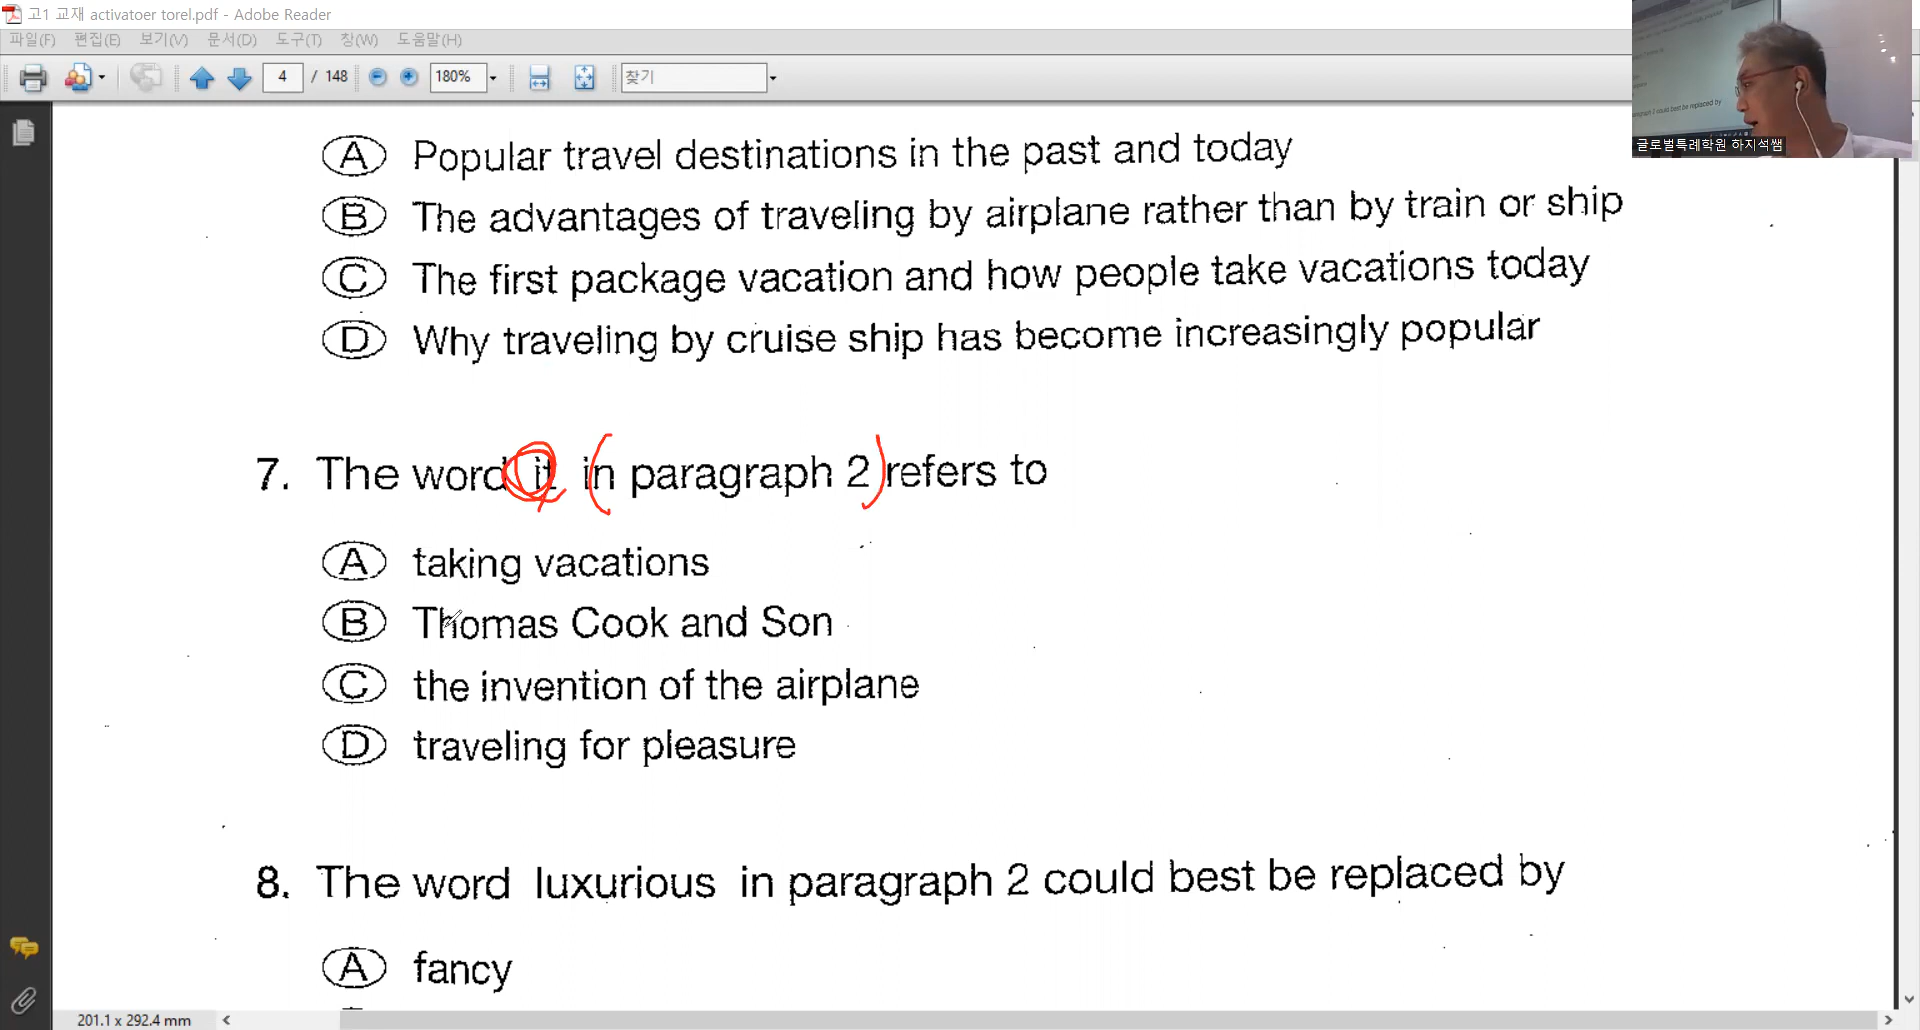 고1 교재 activatoer torel.pdf - Adobe Reader
파일(F) 편집(E) 보기(V) 문서(D) 도구(T) 창(W) 도움말(H)
4 / 148 180% 찾기
글로벌특례학원 하지석쌤
A Popular travel destinations in the past and today
B The advantages of traveling by airplane rather than by train or ship
C The first package vacation and how people take vacations today
D Why traveling by cruise ship has become increasingly popular
7. The word it in paragraph 2 refers to
A taking vacations
B Thomas Cook and Son
C the invention of the airplane
D traveling for pleasure
8. The word luxurious in paragraph 2 could best be replaced by
A fancy
201.1 x 292.4 mm